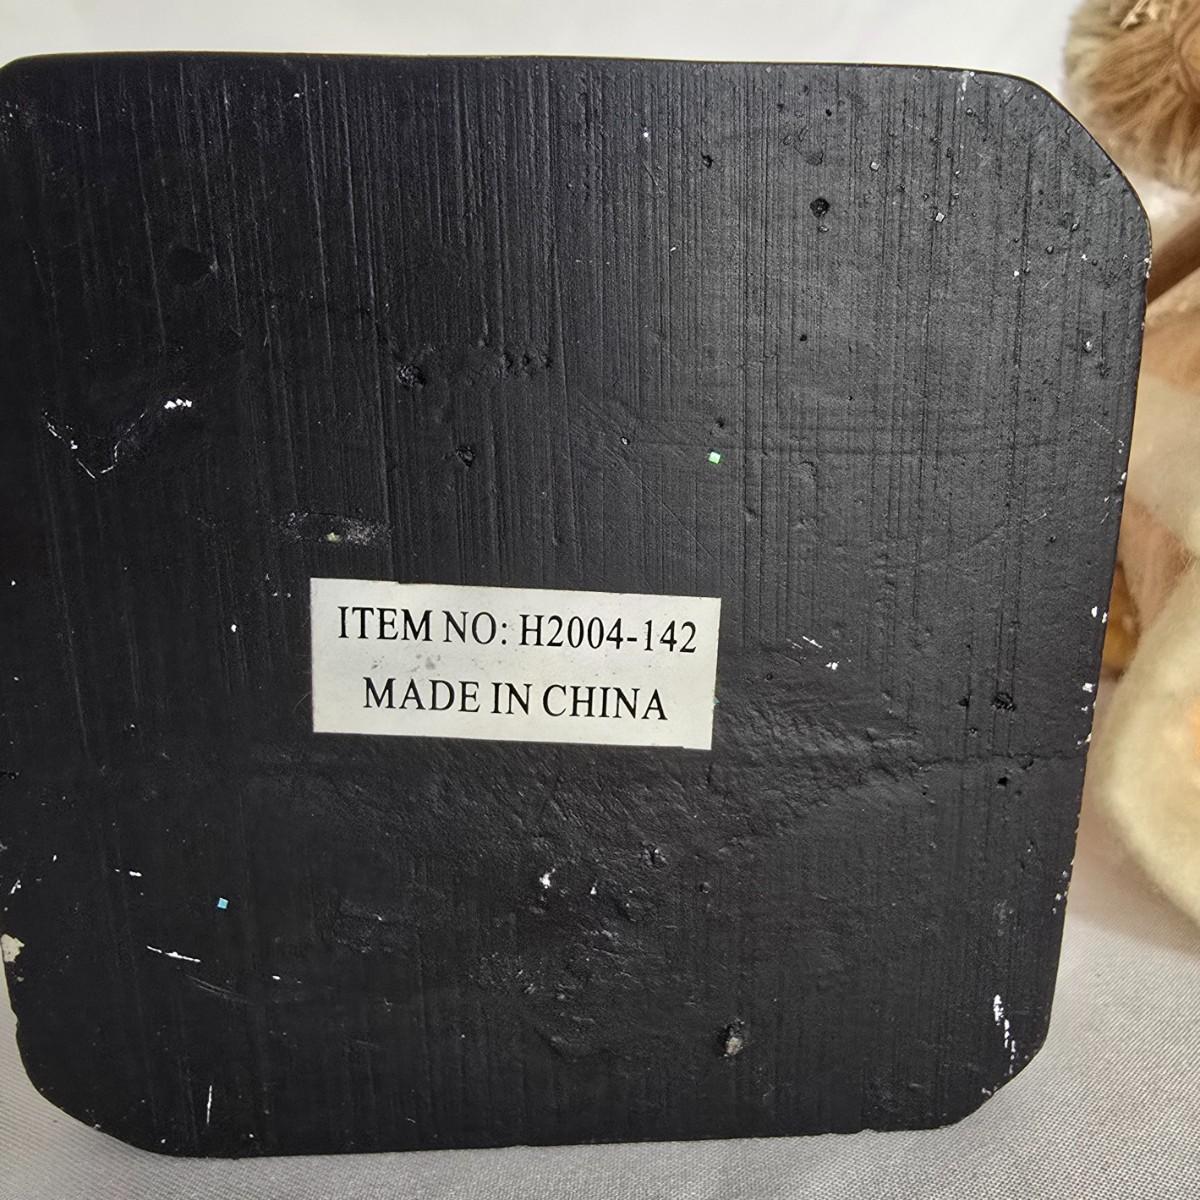 ITEM NO: H2004-142
MADE IN CHINA